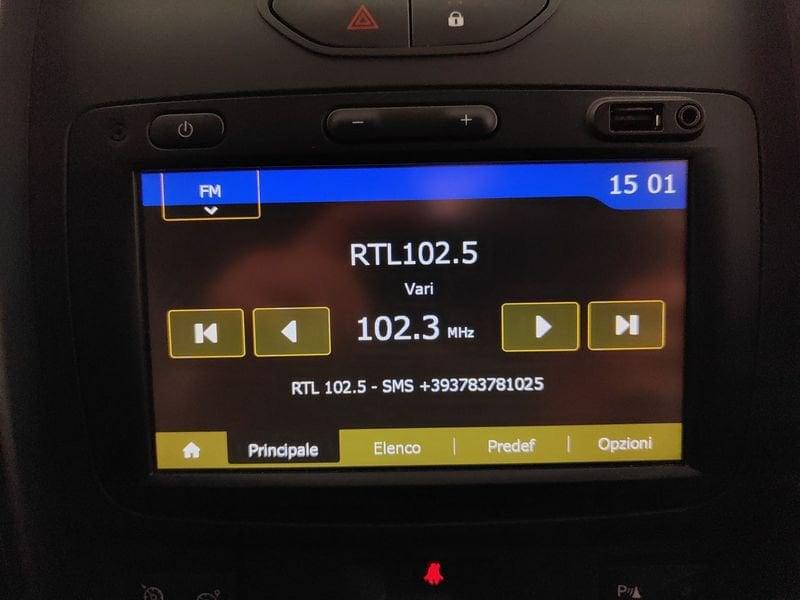 FM
15 01
RTL102.5
Vari
102.3 MHz
RTL 102.5 - SMS +393783781025
Principale Elenco Predef Opzioni
P